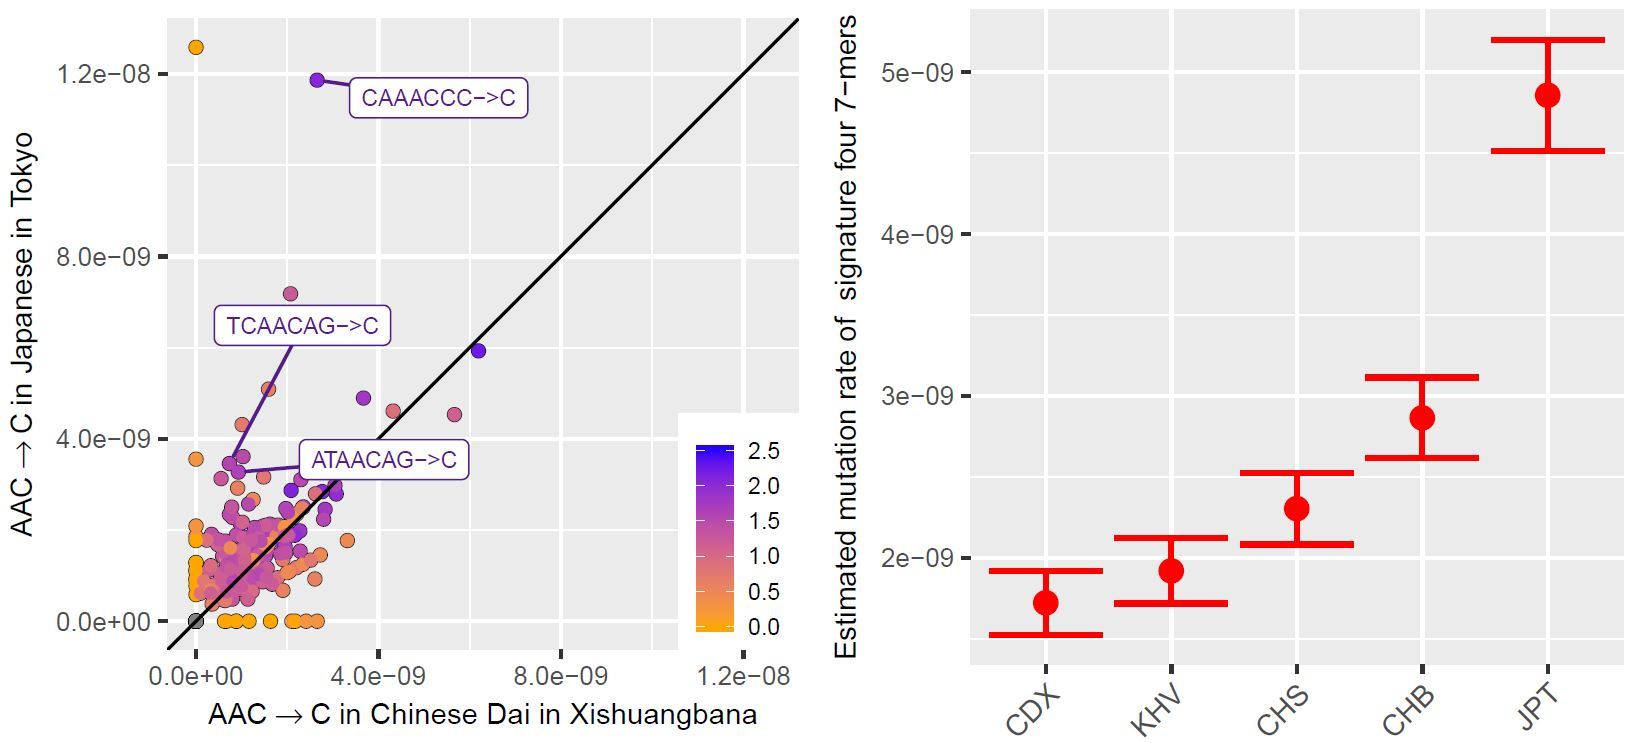 AAC → C in Japanese in Tokyo
1.2e−08
8.0e−09
4.0e−09
0.0e+00
CAAACCC−>C
TCAACAG−>C
ATAACAG−>C
2.5
2.0
1.5
1.0
0.5
0.0
0.0e+00 4.0e−09 8.0e−09 1.2e−08
AAC → C in Chinese Dai in Xishuangbana
Estimated mutation rate of signature four 7−mers
5e−09
4e−09
3e−09
2e−09
CDX KHV CHS CHB JPT